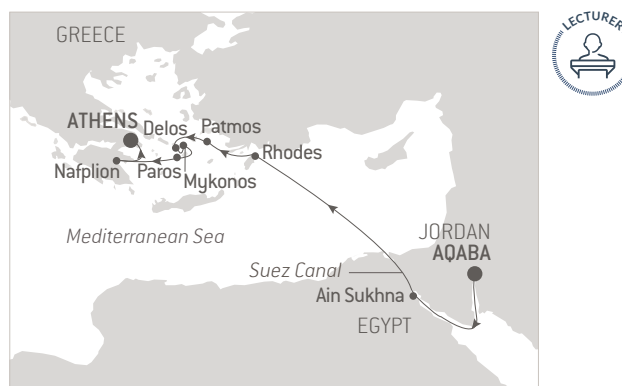 GREECE
LECTURER
ATHENS
Delos
Patmos
Rhodes
Nafplion
Paros
Mykonos
Mediterranean Sea
JORDAN
AQABA
Suez Canal
Ain Sukhna
EGYPT